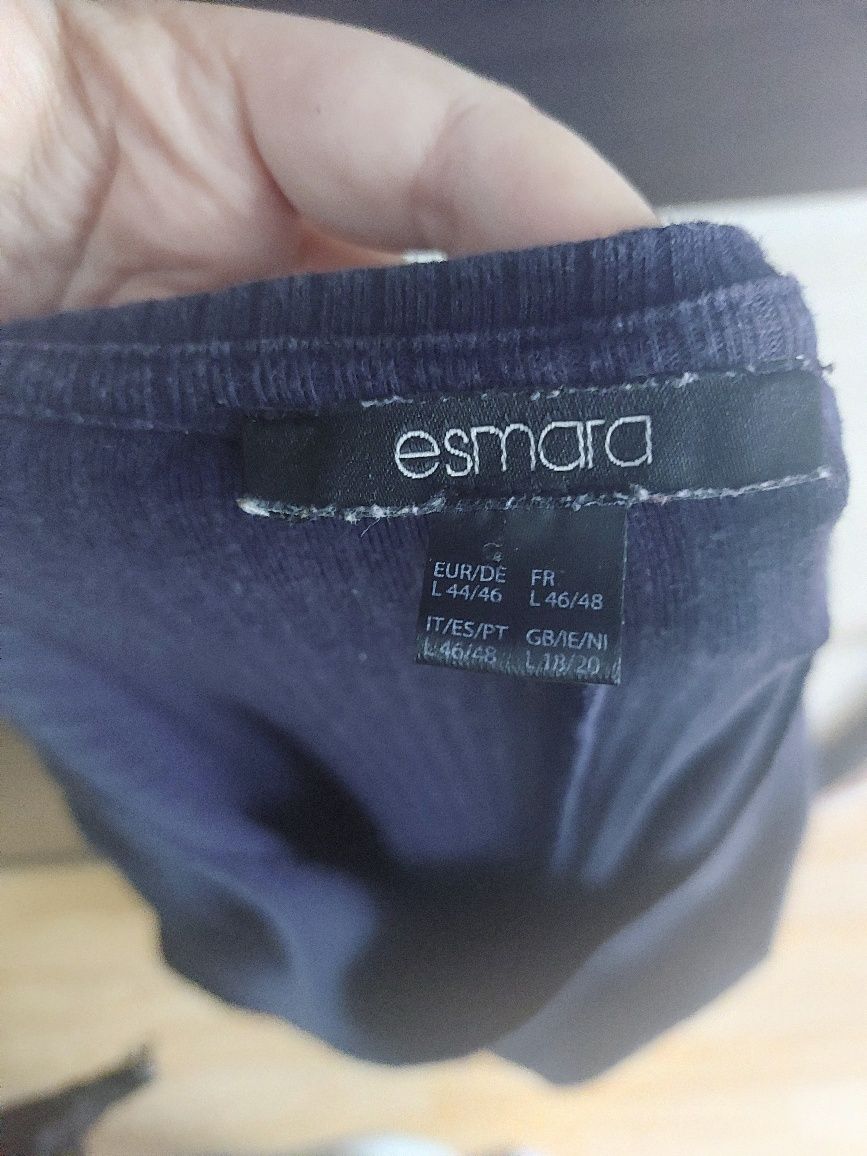 esmara
EUR/DE FR
L 44/46 L 46/48
IT/ES/PT GB/IE/NI
L 46/48 L 18/20